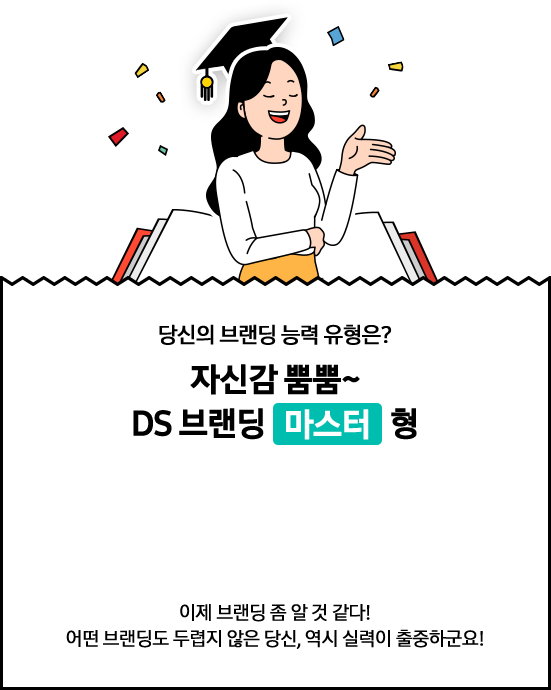 당신의 브랜딩 능력 유형은?
자신감 뿜뿜~
DS 브랜딩 마스터 형
이제 브랜딩 좀 알 것 같다!
어떤 브랜딩도 두렵지 않은 당신, 역시 실력이 출중하군요!